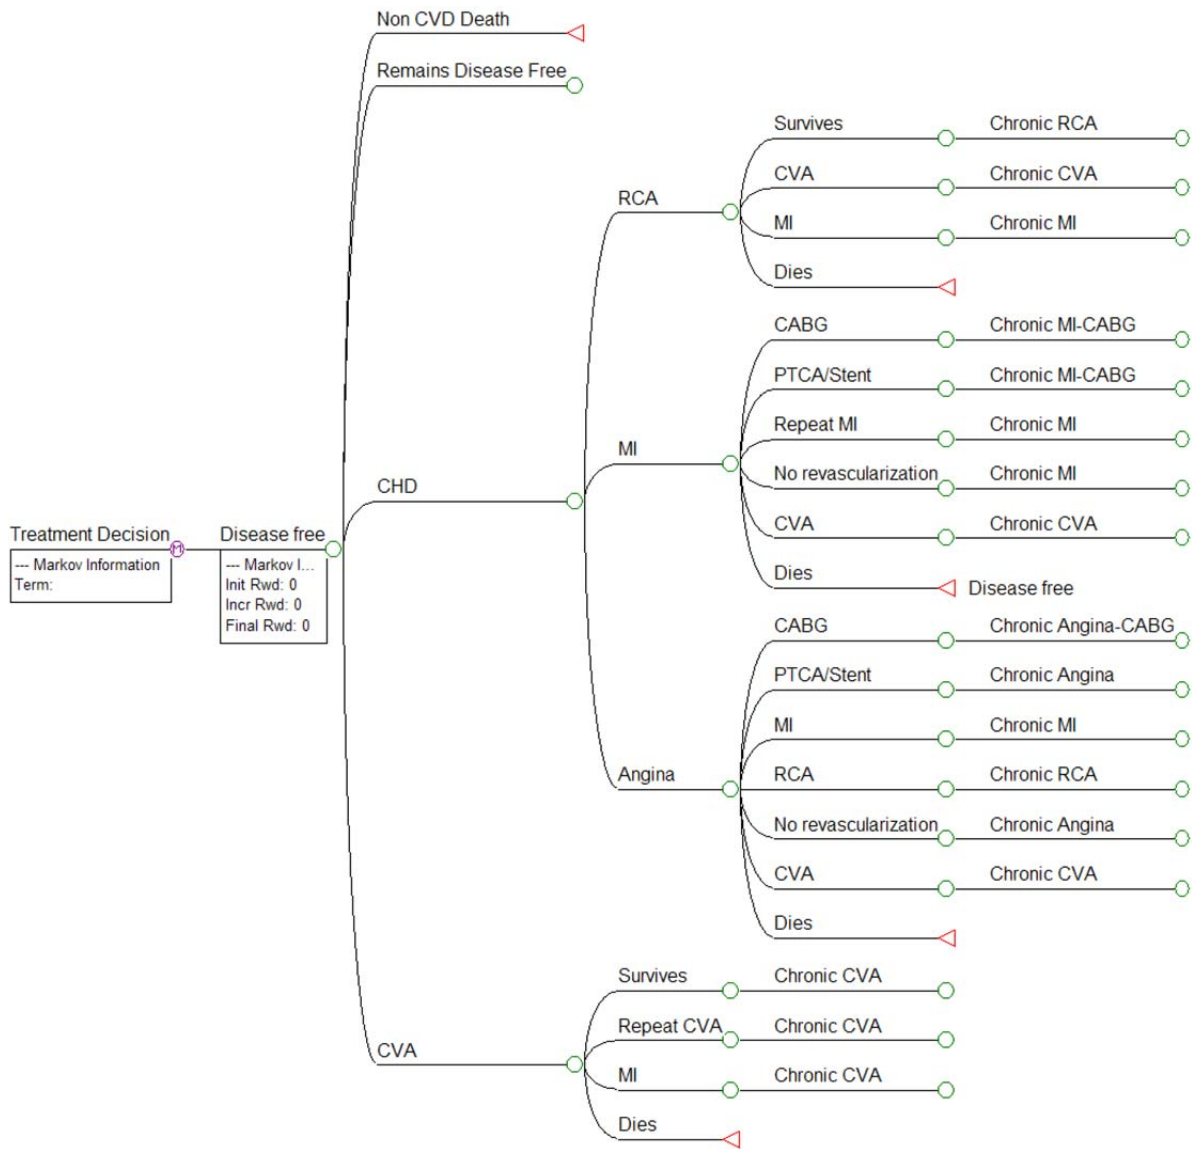 Non CVD Death
Remains Disease Free
Survives Chronic RCA
CVA Chronic CVA
RCA
MI Chronic MI
Dies
CABG Chronic MI-CABG
PTCA/Stent Chronic MI-CABG
Repeat MI Chronic MI
MI
No revascularization Chronic MI
CHD
CVA Chronic CVA
Treatment Decision
M
Disease free
--- Markov Information
Term:
--- Markov I...
Init Rwd: 0
Incr Rwd: 0
Final Rwd: 0
Dies Disease free
CABG Chronic Angina-CABG
PTCA/Stent Chronic Angina
MI Chronic MI
Angina
RCA Chronic RCA
No revascularization Chronic Angina
CVA Chronic CVA
Dies
Survives Chronic CVA
Repeat CVA Chronic CVA
CVA
MI Chronic CVA
Dies